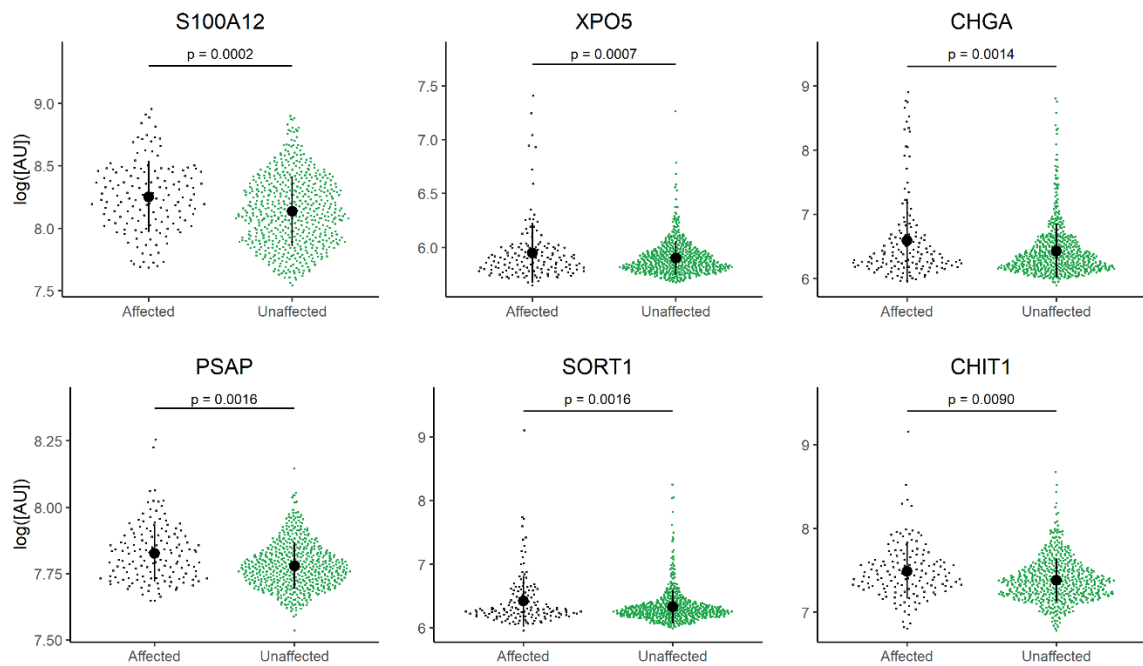 S100A12
p = 0.0002
log([AU])
9.0
8.5
8.0
7.5
Affected
Unaffected
XPO5
p = 0.0007
7.5
7.0
6.5
6.0
Affected
Unaffected
CHGA
p = 0.0014
9
8
7
6
Affected
Unaffected
PSAP
p = 0.0016
log([AU])
8.25
8.00
7.75
7.50
Affected
Unaffected
SORT1
p = 0.0016
9
8
7
6
Affected
Unaffected
CHIT1
p = 0.0090
9
8
7
Affected
Unaffected